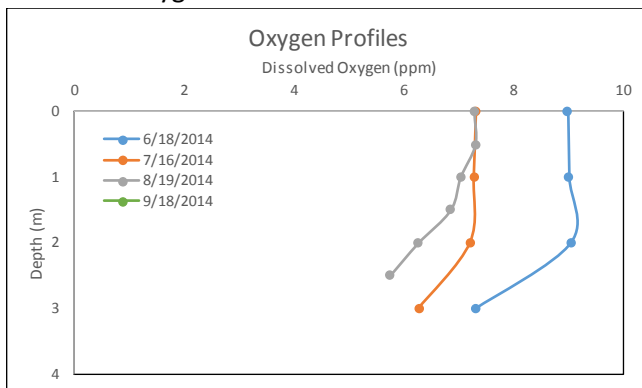 Oxygen Profiles
Dissolved Oxygen (ppm)
0 2 4 6 8 10
0
1
2
3
4
Depth (m)
6/18/2014
7/16/2014
8/19/2014
9/18/2014